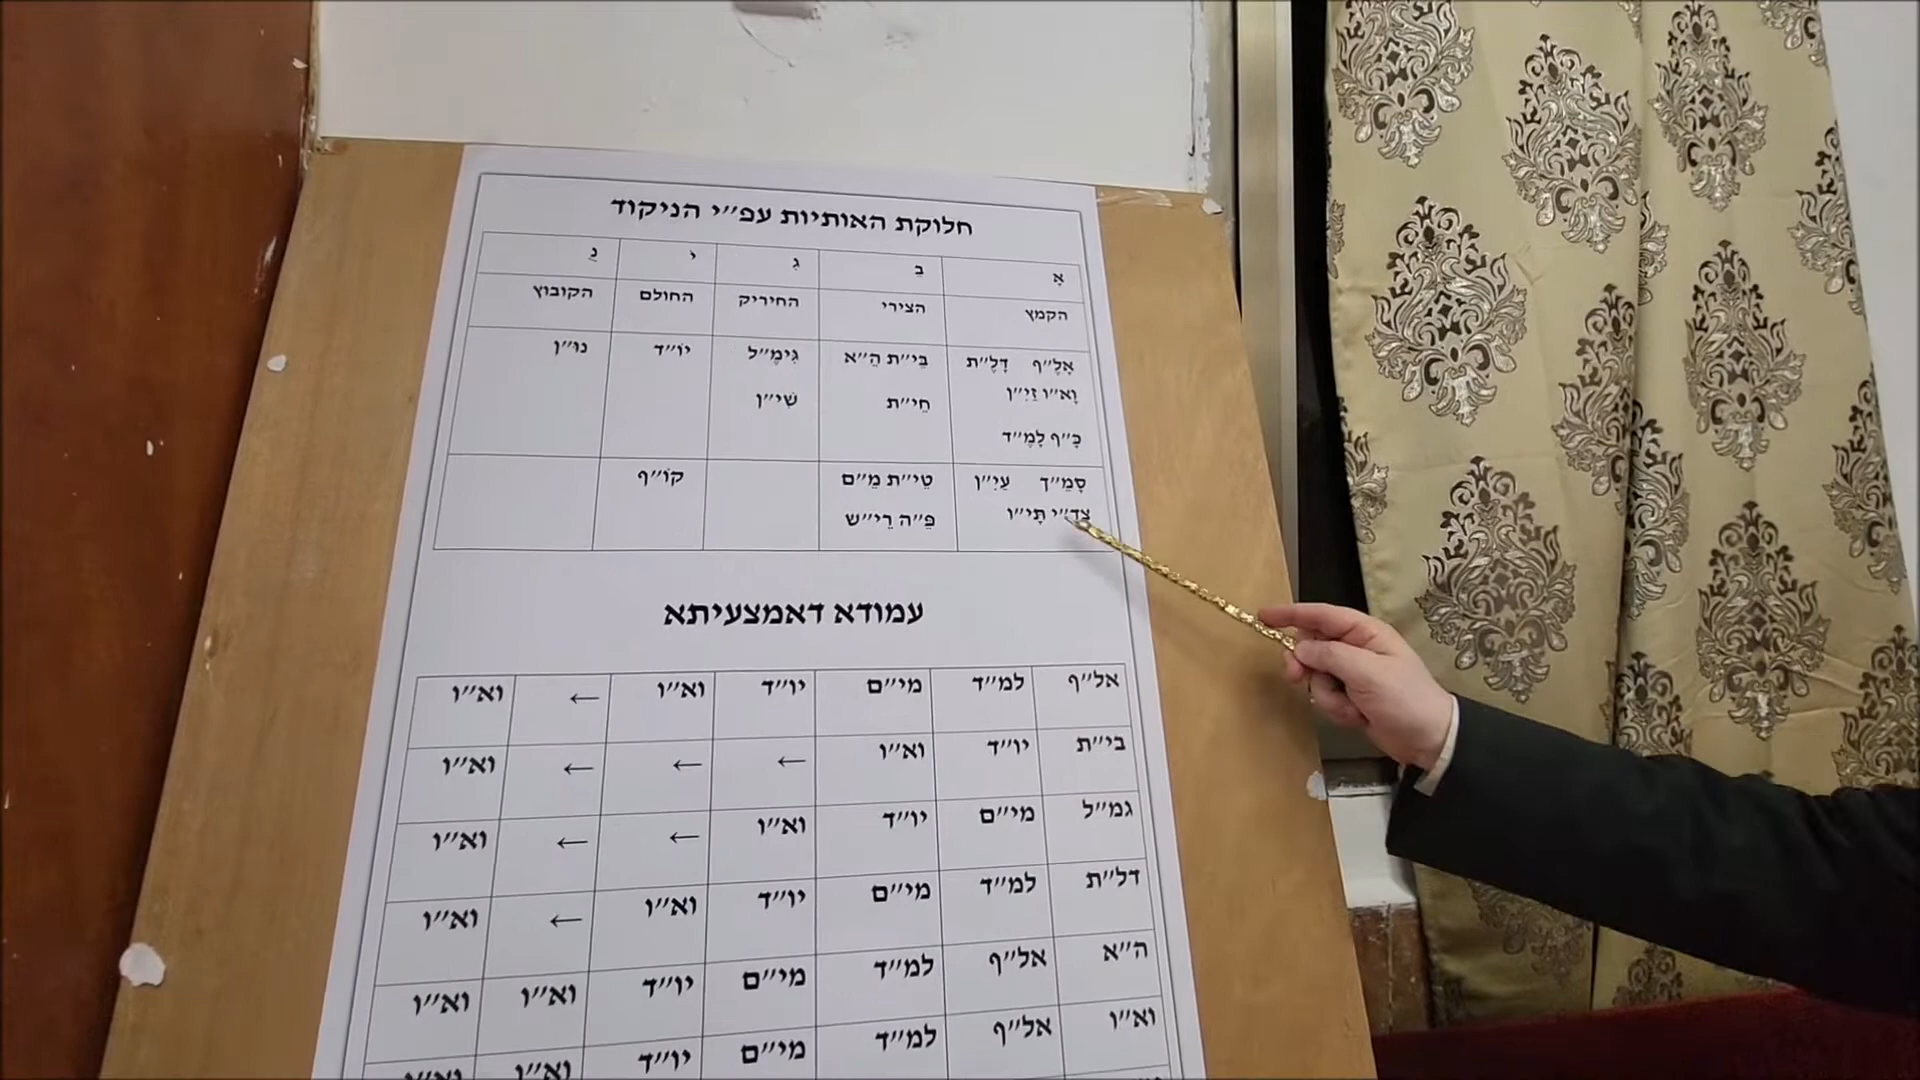 חלוקת האותיות עפ״י הניקוד
אָ בֵ גִ יֹ נֻ
הקמץ הצירי החיריק החולם הקובוץ
אָלֶ״ף דָלֶ״ת בֵּי״ת הֵ״א גִּימֶ״ל יוֹ״ד נוּ״ן
וָא״ו זַיִ״ן חֵי״ת שִׁי״ן
כָּ״ף לָמֶ״ד
סָמֵ״ך עַיִ״ן טֵי״ת מֵ״ם קוֹ״ף
צַדִ״י תָּי״ו פֵּ״ה רֵי״ש
עמודא דאמצעיתא
אל״ף למ״ד מי״ם יו״ד וא״ו ← וא״ו
בי״ת יו״ד וא״ו ← ← ← וא״ו
גמ״ל מי״ם יו״ד וא״ו ← ← וא״ו
דל״ת למ״ד מי״ם יו״ד וא״ו ← וא״ו
ה״א אל״ף למ״ד מי״ם יו״ד וא״ו וא״ו
וא״ו אל״ף למ״ד מי״ם יו״ד וא״ו וא״ו